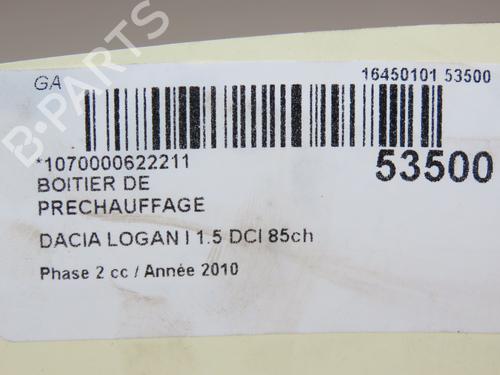 GA
16450101 53500
*1070000622211
53500
BOITIER DE
PRECHAUFFAGE
DACIA LOGAN I 1.5 DCI 85ch
Phase 2 cc / Année 2010
B-PARTS